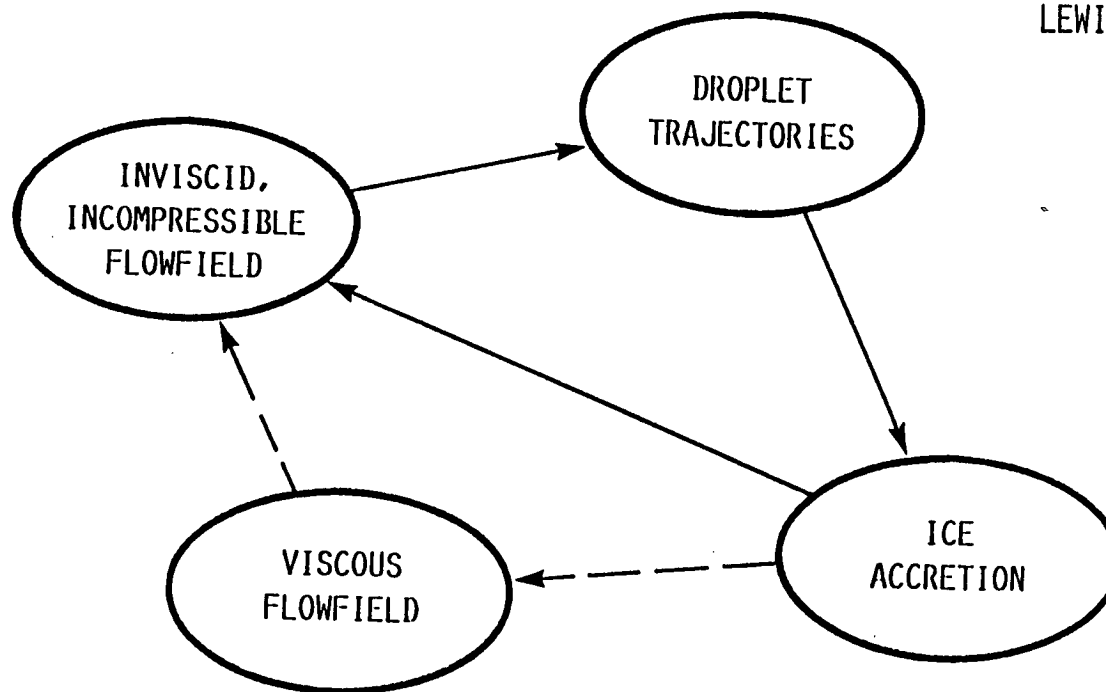 LEWI
DROPLET
TRAJECTORIES
INVISCID,
INCOMPRESSIBLE
FLOWFIELD
VISCOUS
FLOWFIELD
ICE
ACCRETION